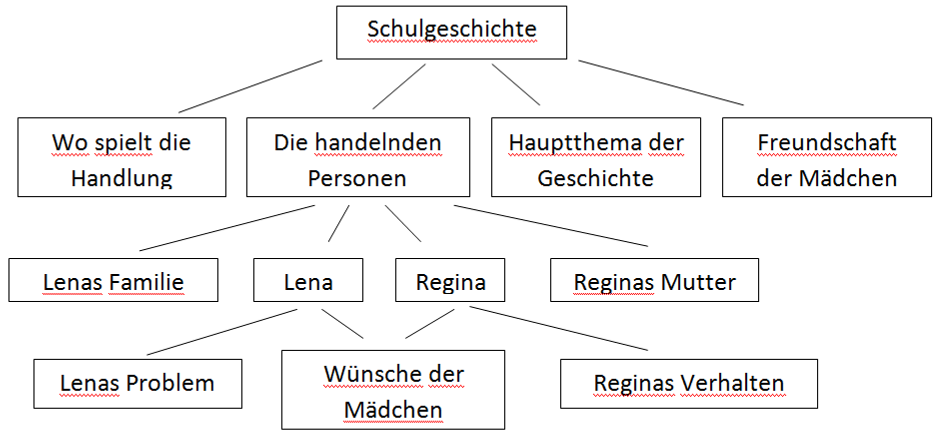 Schulgeschichte
Wo spielt die
Handlung
Die handelnden
Personen
Hauptthema der
Geschichte
Freundschaft
der Mädchen
Lenas Familie
Lena
Regina
Reginas Mutter
Lenas Problem
Wünsche der
Mädchen
Reginas Verhalten